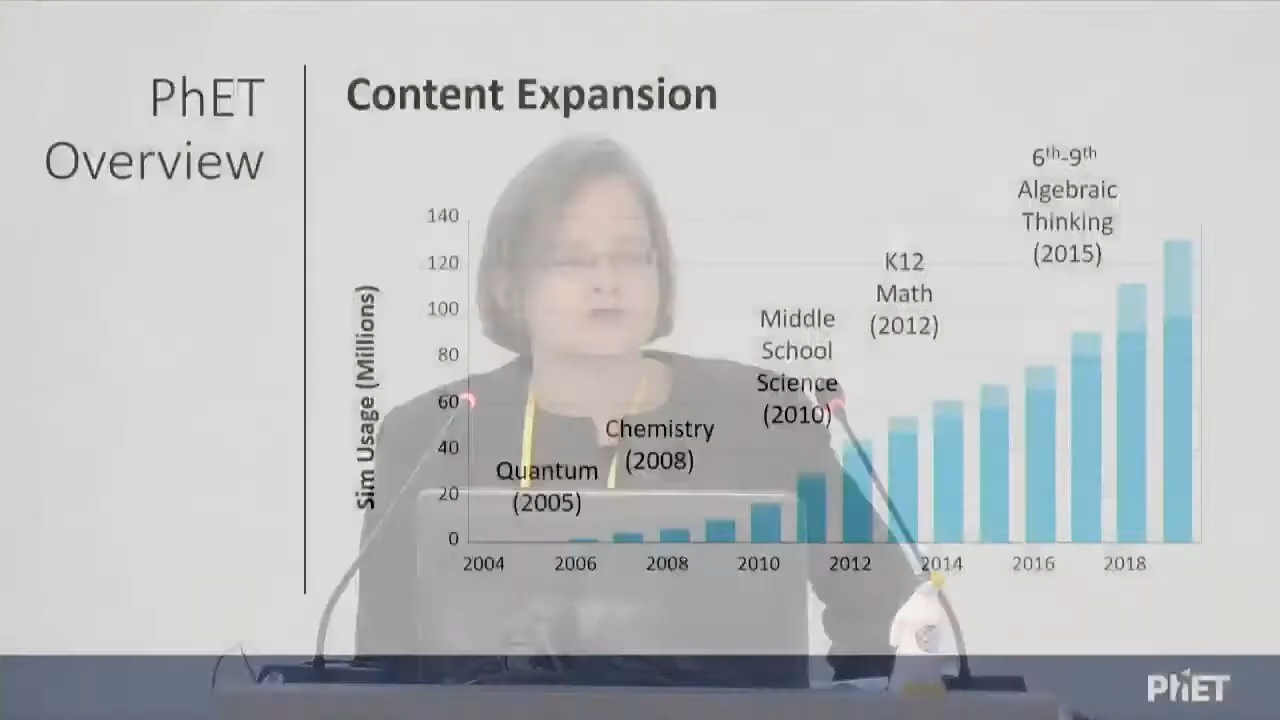 PhET
Overview
Content Expansion
6th-9th
Algebraic
Thinking
(2015)
K12
Math
(2012)
Middle
School
Science
(2010)
Chemistry
(2008)
Quantum
(2005)
Sim Usage (Millions)
140
120
100
80
60
40
20
0
2004
2006
2008
2010
2012
2014
2016
2018
PhET